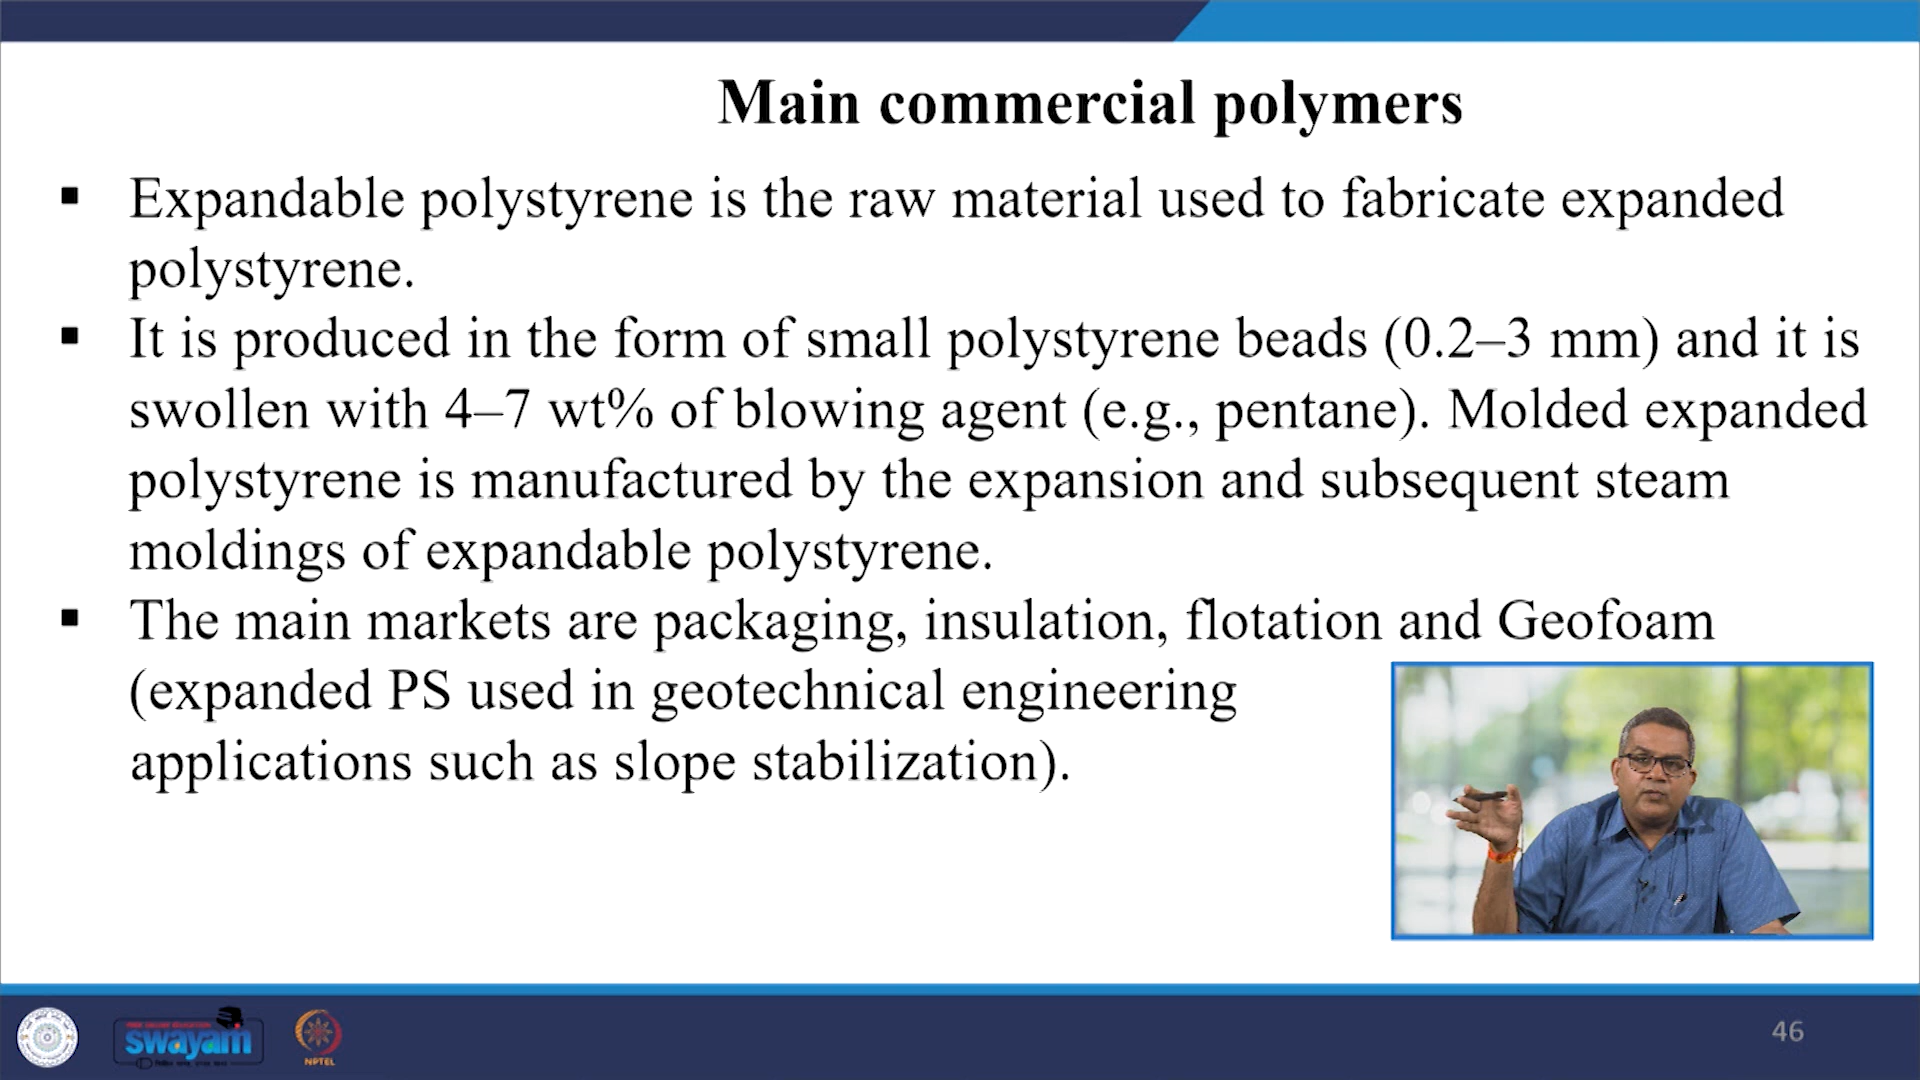 Main commercial polymers
▪ Expandable polystyrene is the raw material used to fabricate expanded
polystyrene.
▪ It is produced in the form of small polystyrene beads (0.2–3 mm) and it is
swollen with 4–7 wt% of blowing agent (e.g., pentane). Molded expanded
polystyrene is manufactured by the expansion and subsequent steam
moldings of expandable polystyrene.
▪ The main markets are packaging, insulation, flotation and Geofoam
(expanded PS used in geotechnical engineering
applications such as slope stabilization).
swayam
NPTEL
46